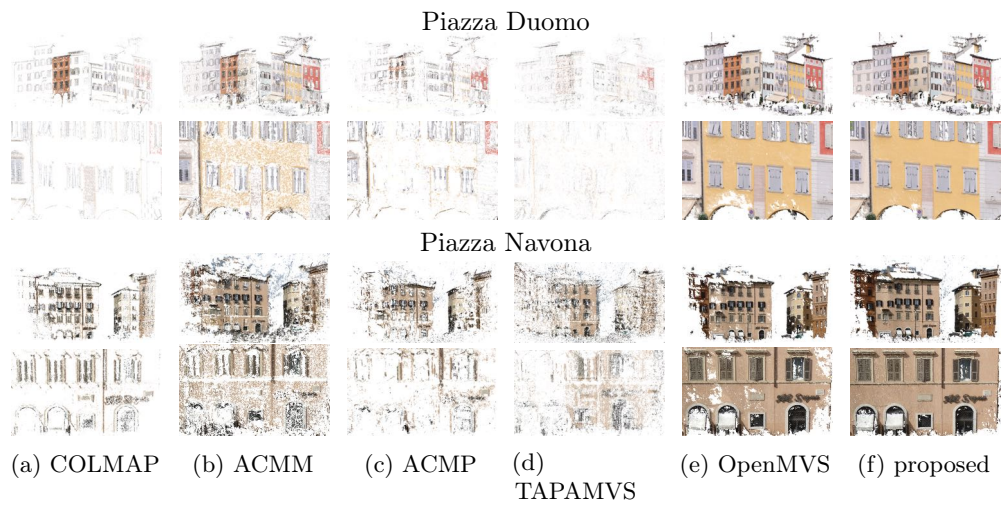 Piazza Duomo
Piazza Navona
(a) COLMAP (b) ACMM (c) ACMP (d) TAPAMVS (e) OpenMVS (f) proposed